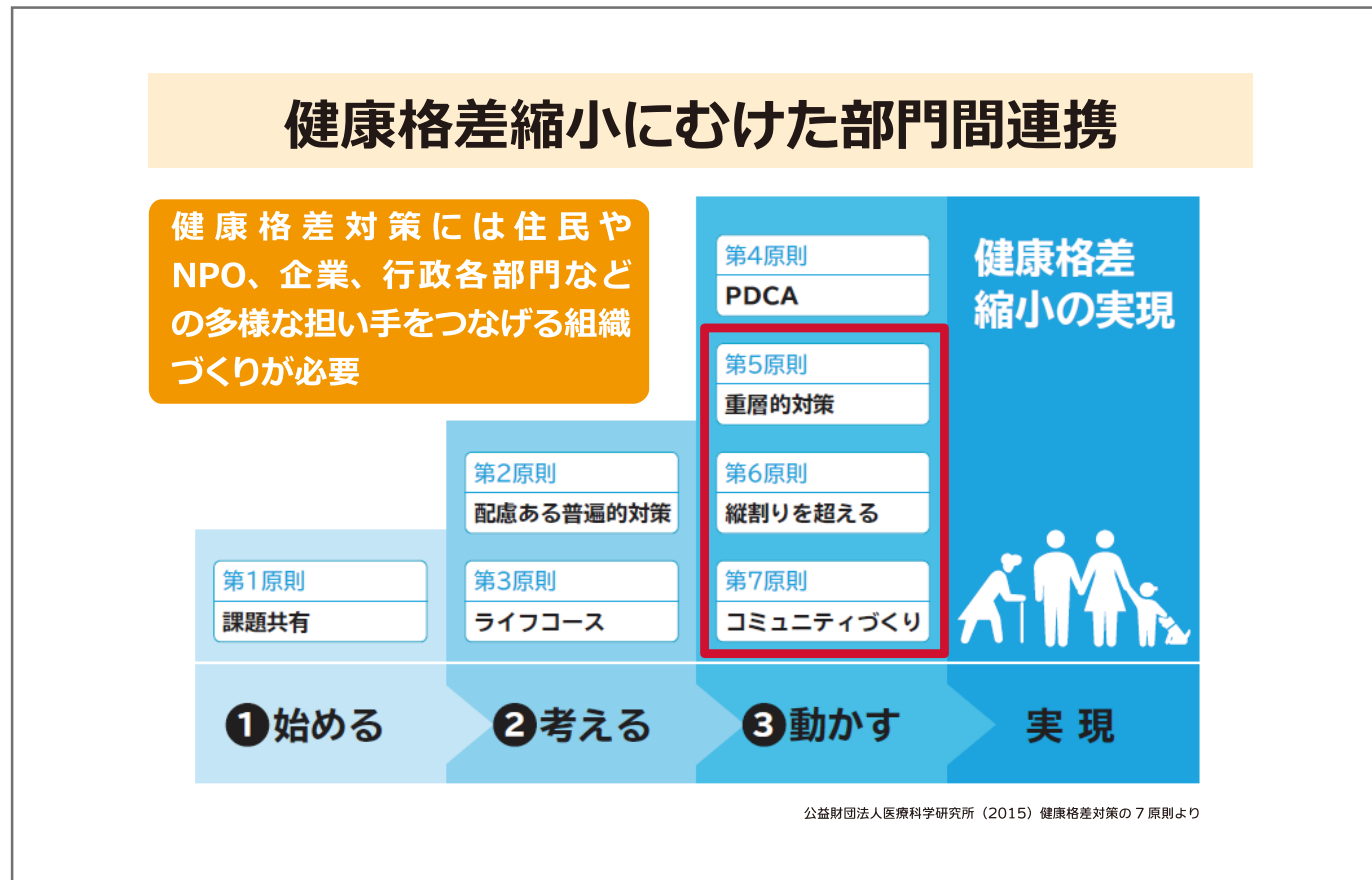 健康格差縮小にむけた部門間連携
健康格差対策には住民や
NPO、企業、行政各部門など
の多様な担い手をつなげる組織
づくりが必要
第1原則
課題共有
第2原則
配慮ある普遍的対策
第3原則
ライフコース
第4原則
PDCA
第5原則
重層的対策
第6原則
縦割りを超える
第7原則
コミュニティづくり
健康格差
縮小の実現
❶始める
❷考える
❸動かす
実現
公益財団法人医療科学研究所（2015）健康格差対策の7原則より